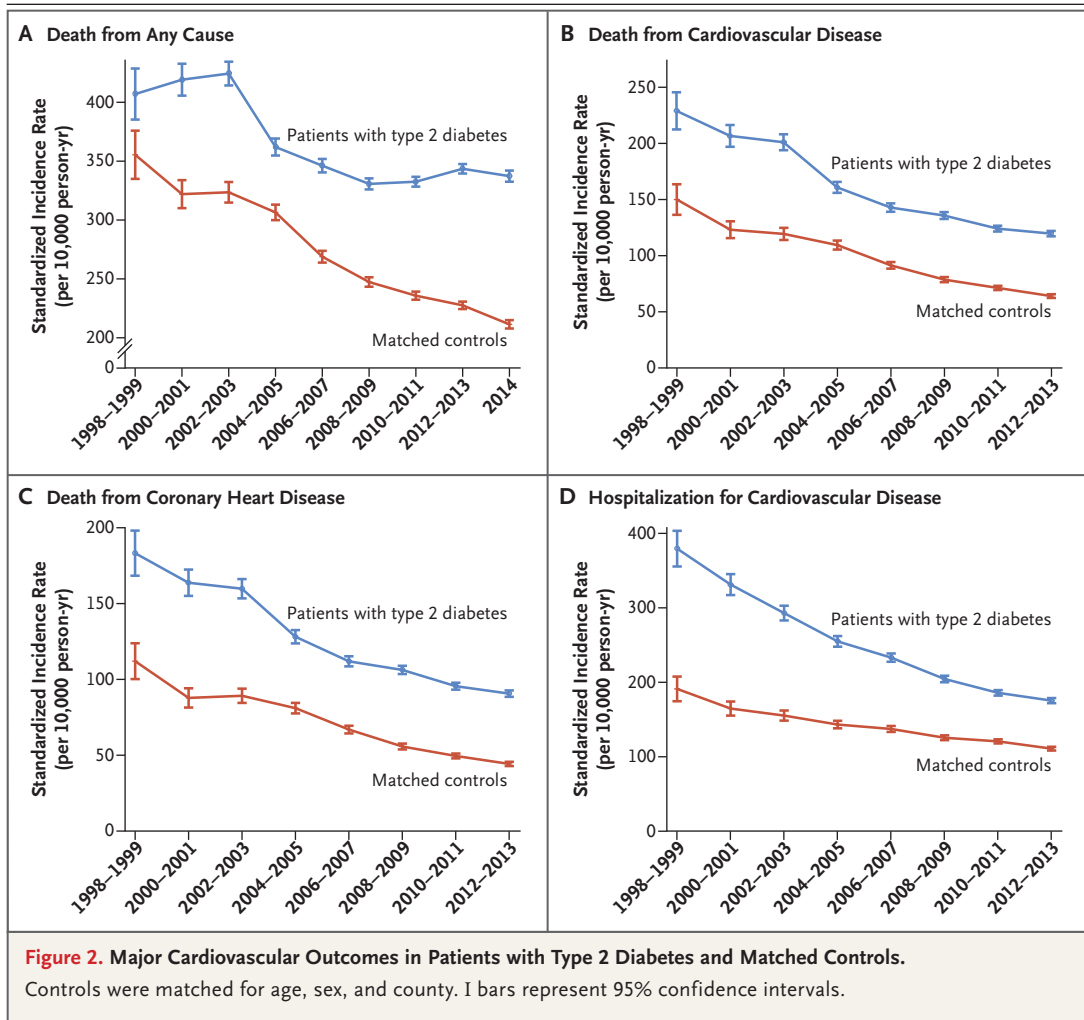 A Death from Any Cause
Standardized Incidence Rate
(per 10,000 person-yr)
400
350
300
250
200
0
Patients with type 2 diabetes
Matched controls
1998–1999
2000–2001
2002–2003
2004–2005
2006–2007
2008–2009
2010–2011
2012–2013
2014
B Death from Cardiovascular Disease
Standardized Incidence Rate
(per 10,000 person-yr)
250
200
150
100
50
0
Patients with type 2 diabetes
Matched controls
1998–1999
2000–2001
2002–2003
2004–2005
2006–2007
2008–2009
2010–2011
2012–2013
C Death from Coronary Heart Disease
Standardized Incidence Rate
(per 10,000 person-yr)
200
150
100
50
0
Patients with type 2 diabetes
Matched controls
1998–1999
2000–2001
2002–2003
2004–2005
2006–2007
2008–2009
2010–2011
2012–2013
D Hospitalization for Cardiovascular Disease
Standardized Incidence Rate
(per 10,000 person-yr)
400
300
200
100
0
Patients with type 2 diabetes
Matched controls
1998–1999
2000–2001
2002–2003
2004–2005
2006–2007
2008–2009
2010–2011
2012–2013
Figure 2. Major Cardiovascular Outcomes in Patients with Type 2 Diabetes and Matched Controls.
Controls were matched for age, sex, and county. I bars represent 95% confidence intervals.